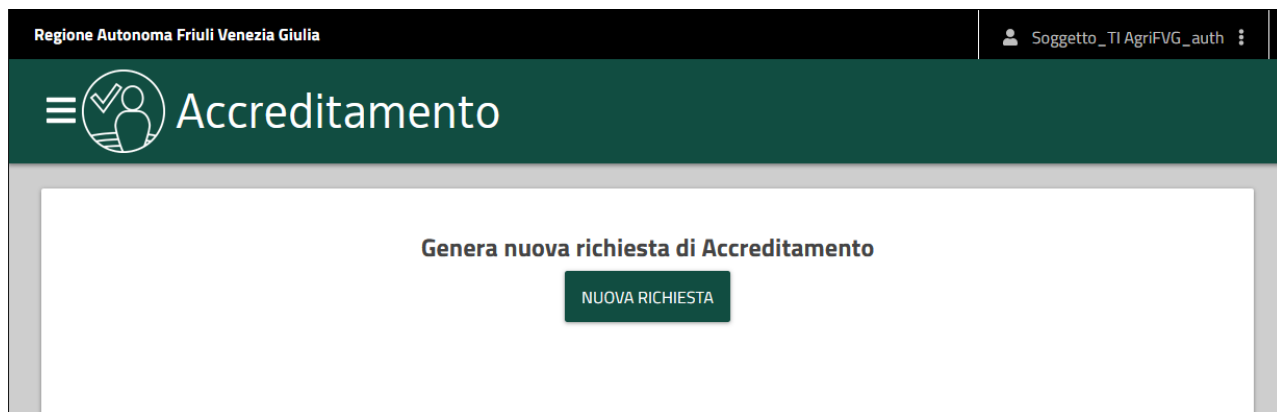 Regione Autonoma Friuli Venezia Giulia
Soggetto_TI AgriFVG_auth
Accreditamento
Genera nuova richiesta di Accreditamento
NUOVA RICHIESTA